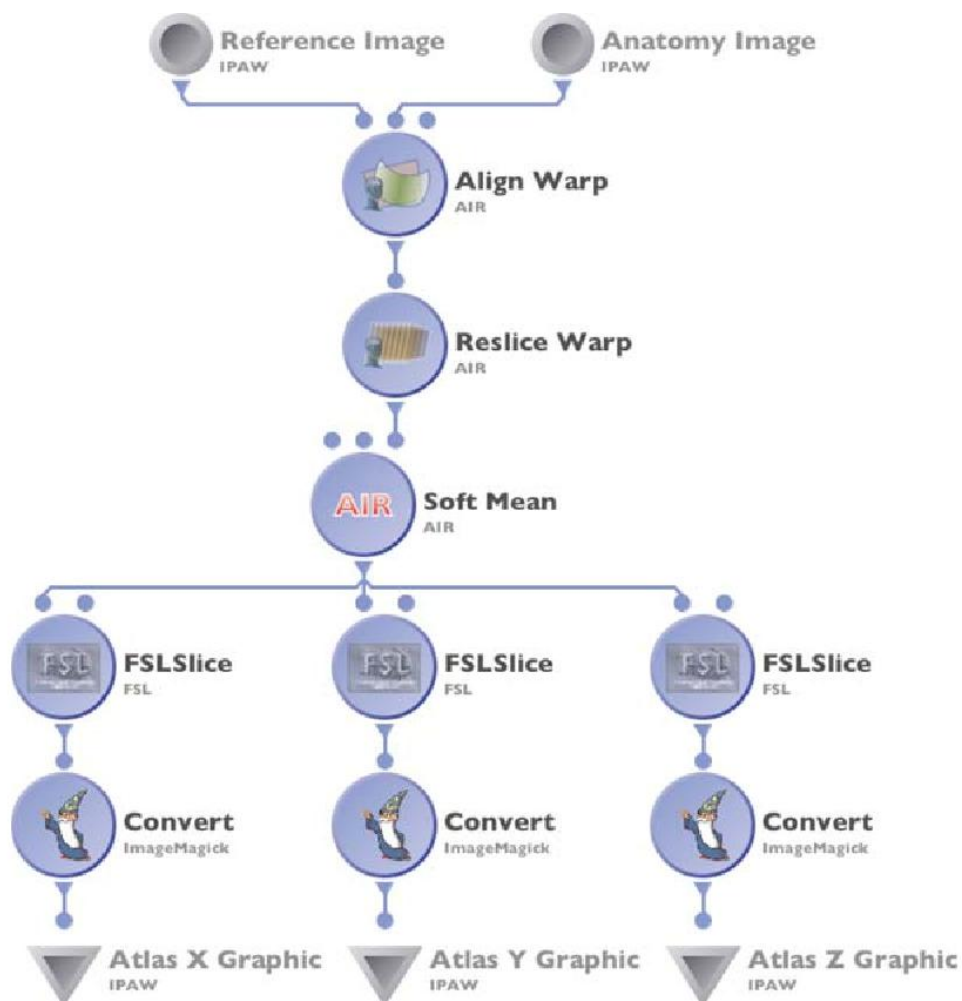 Reference Image
IPAW
Anatomy Image
IPAW
Align Warp
AIR
Reslice Warp
AIR
AIR
Soft Mean
AIR
FSL
FSLSlice
FSL
FSL
FSLSlice
FSL
FSL
FSLSlice
FSL
Convert
ImageMagick
Convert
ImageMagick
Convert
ImageMagick
Atlas X Graphic
IPAW
Atlas Y Graphic
IPAW
Atlas Z Graphic
IPAW